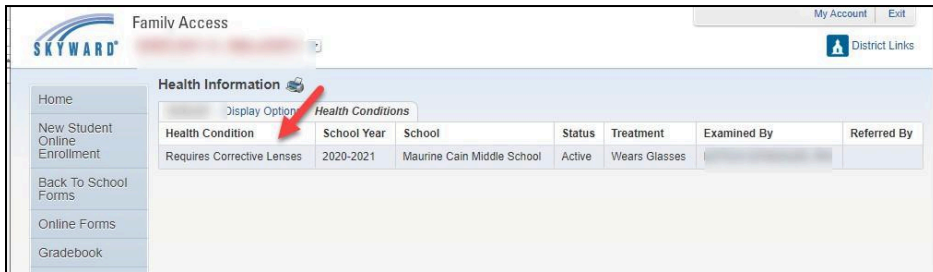 My Account Exit
Family Access
SKYWARD
District Links
Health Information
Home
Display Options Health Conditions
New Student
Online
Enrollment
Health Condition School Year School Status Treatment Examined By Referred By
Requires Corrective Lenses 2020-2021 Maurine Cain Middle School Active Wears Glasses
Back To School
Forms
Online Forms
Gradebook